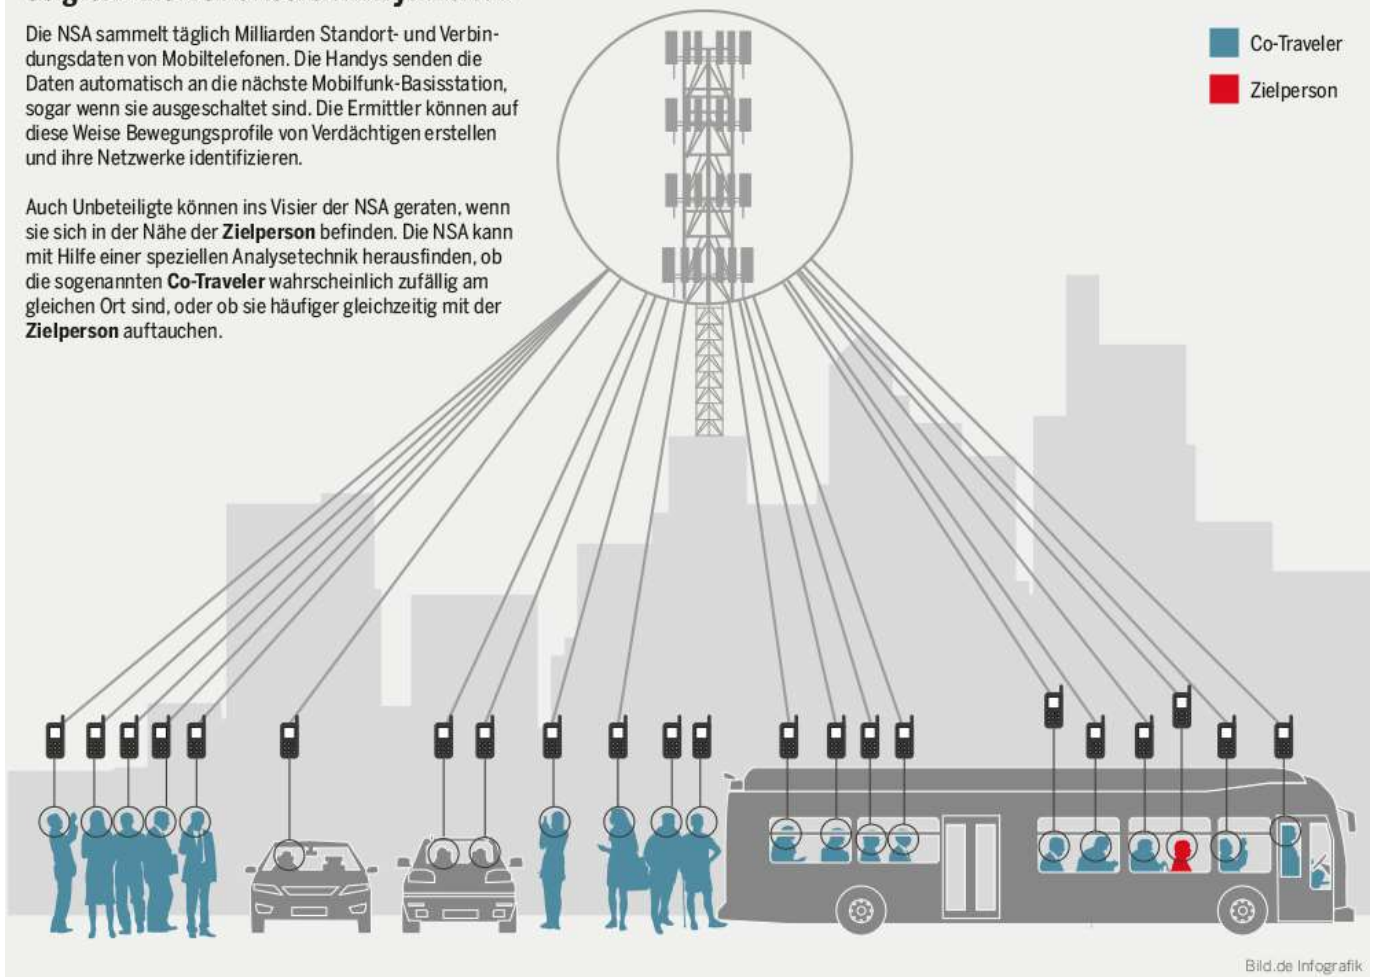 Die NSA sammelt täglich Milliarden Standort- und Verbin-
dungsdaten von Mobiltelefonen. Die Handys senden die
Daten automatisch an die nächste Mobilfunk-Basisstation,
sogar wenn sie ausgeschaltet sind. Die Ermittler können auf
diese Weise Bewegungsprofile von Verdächtigen erstellen
und ihre Netzwerke identifizieren.
Auch Unbeteiligte können ins Visier der NSA geraten, wenn
sie sich in der Nähe der Zielperson befinden. Die NSA kann
mit Hilfe einer speziellen Analysetechnik herausfinden, ob
die sogenannten Co-Traveler wahrscheinlich zufällig am
gleichen Ort sind, oder ob sie häufiger gleichzeitig mit der
Zielperson auftauchen.
Co-Traveler
Zielperson
Bild.de Infografik